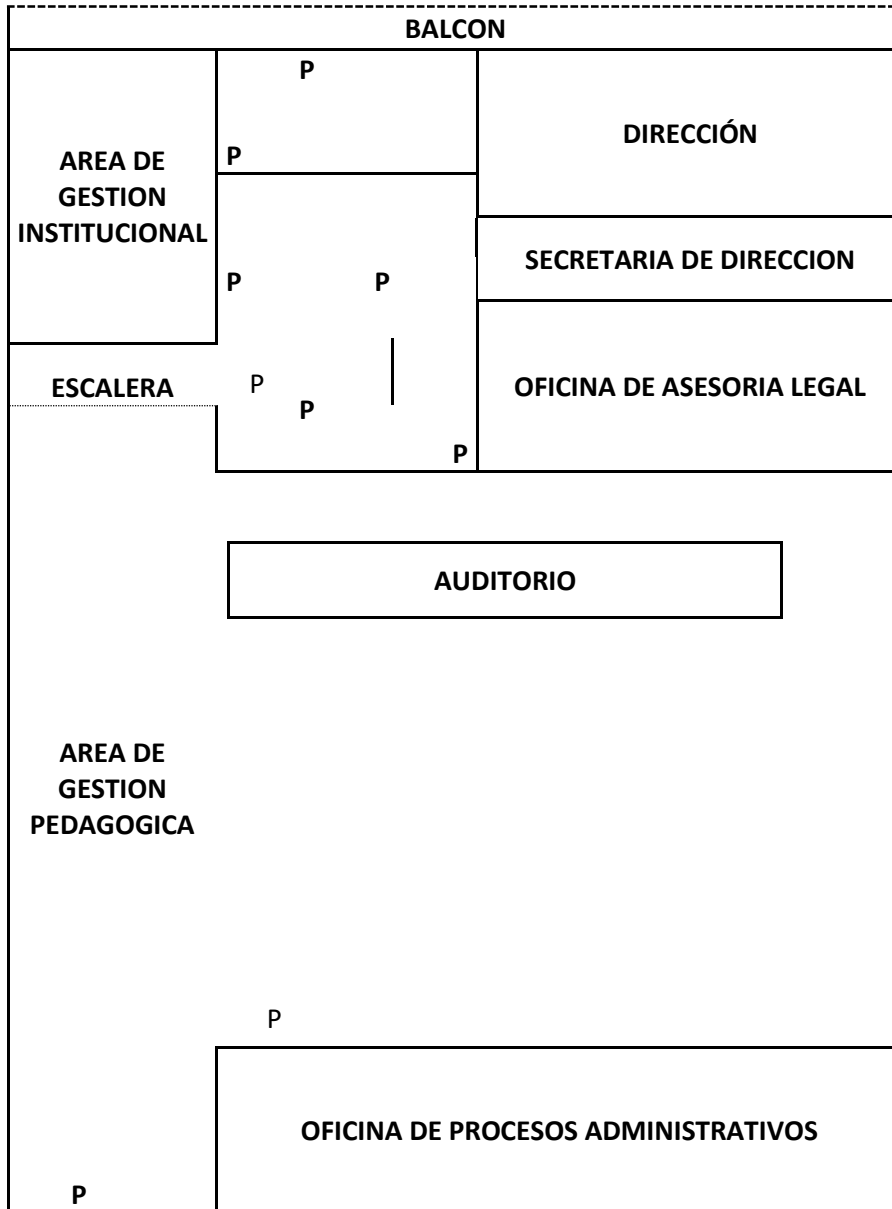 BALCON
P
DIRECCIÓN
P
AREA DE
GESTION
INSTITUCIONAL
SECRETARIA DE DIRECCION
P
P
ESCALERA
P
OFICINA DE ASESORIA LEGAL
P
P
AUDITORIO
AREA DE
GESTION
PEDAGOGICA
P
OFICINA DE PROCESOS ADMINISTRATIVOS
P